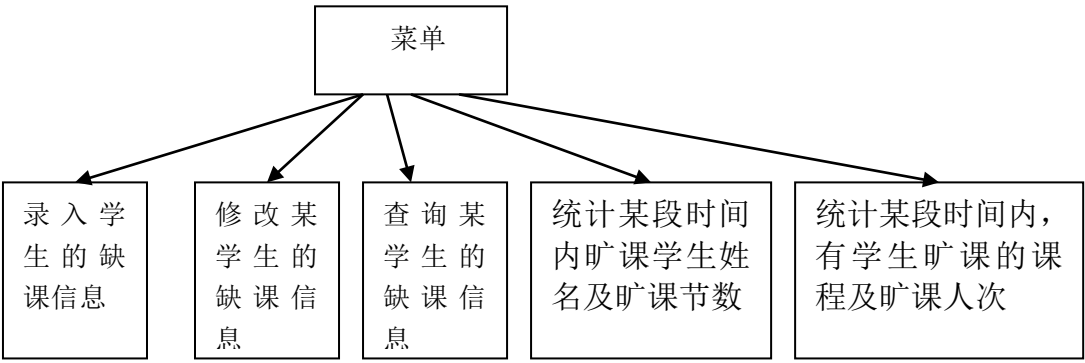 菜单
录入学
生的缺
课信息
修改某
学生的
缺课信
息
查询某
学生的
缺课信
息
统计某段时间
内旷课学生姓
名及旷课节数
统计某段时间内，
有学生旷课的课
程及旷课人次